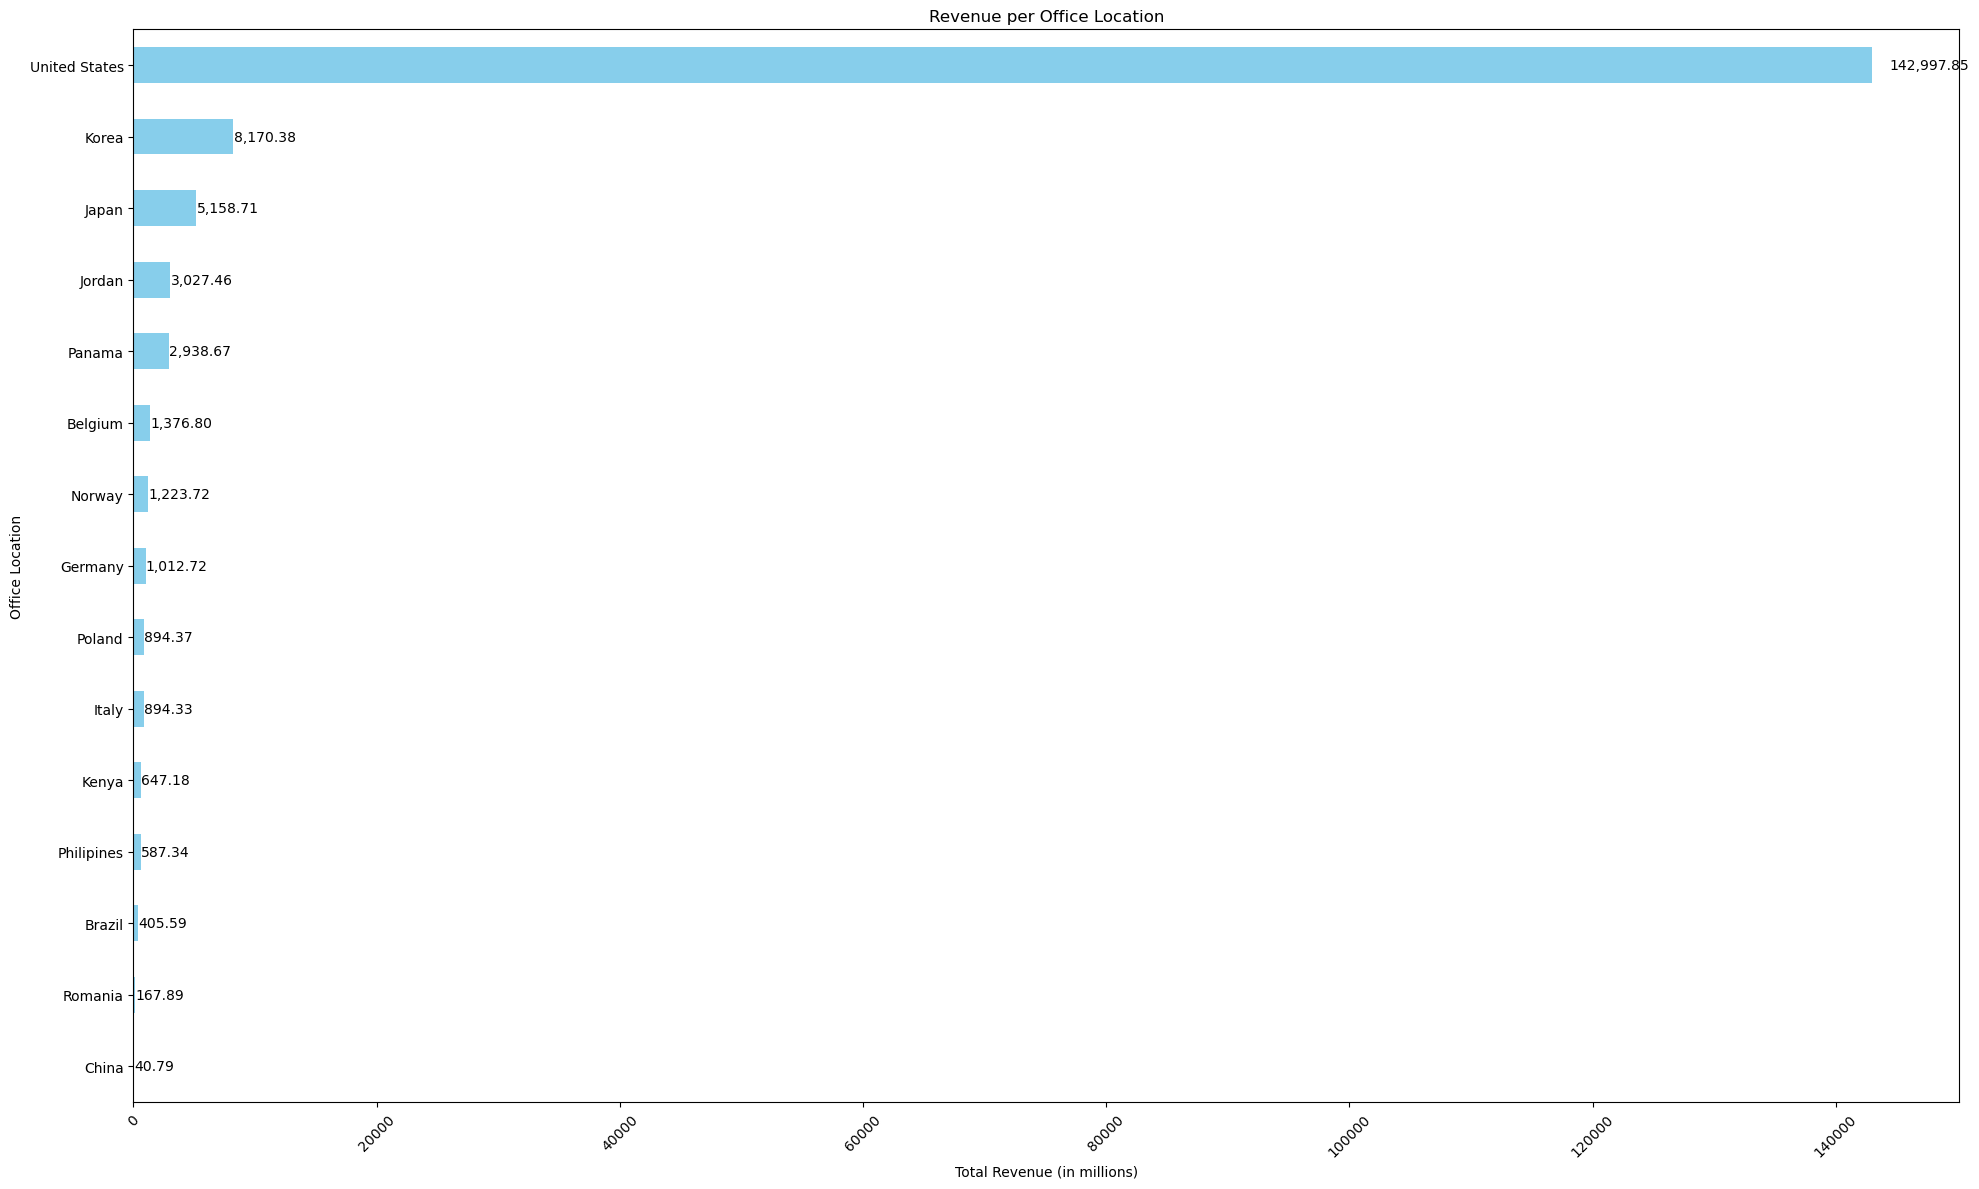 Revenue per Office Location
United States
142,997.85
Korea
8,170.38
Japan
5,158.71
Jordan
3,027.46
Panama
2,938.67
Belgium
1,376.80
Norway
1,223.72
Germany
1,012.72
Poland
894.37
Italy
894.33
Kenya
647.18
Philipines
587.34
Brazil
405.59
Romania
167.89
China
40.79
Office Location
0
20000
40000
60000
80000
100000
120000
140000
Total Revenue (in millions)